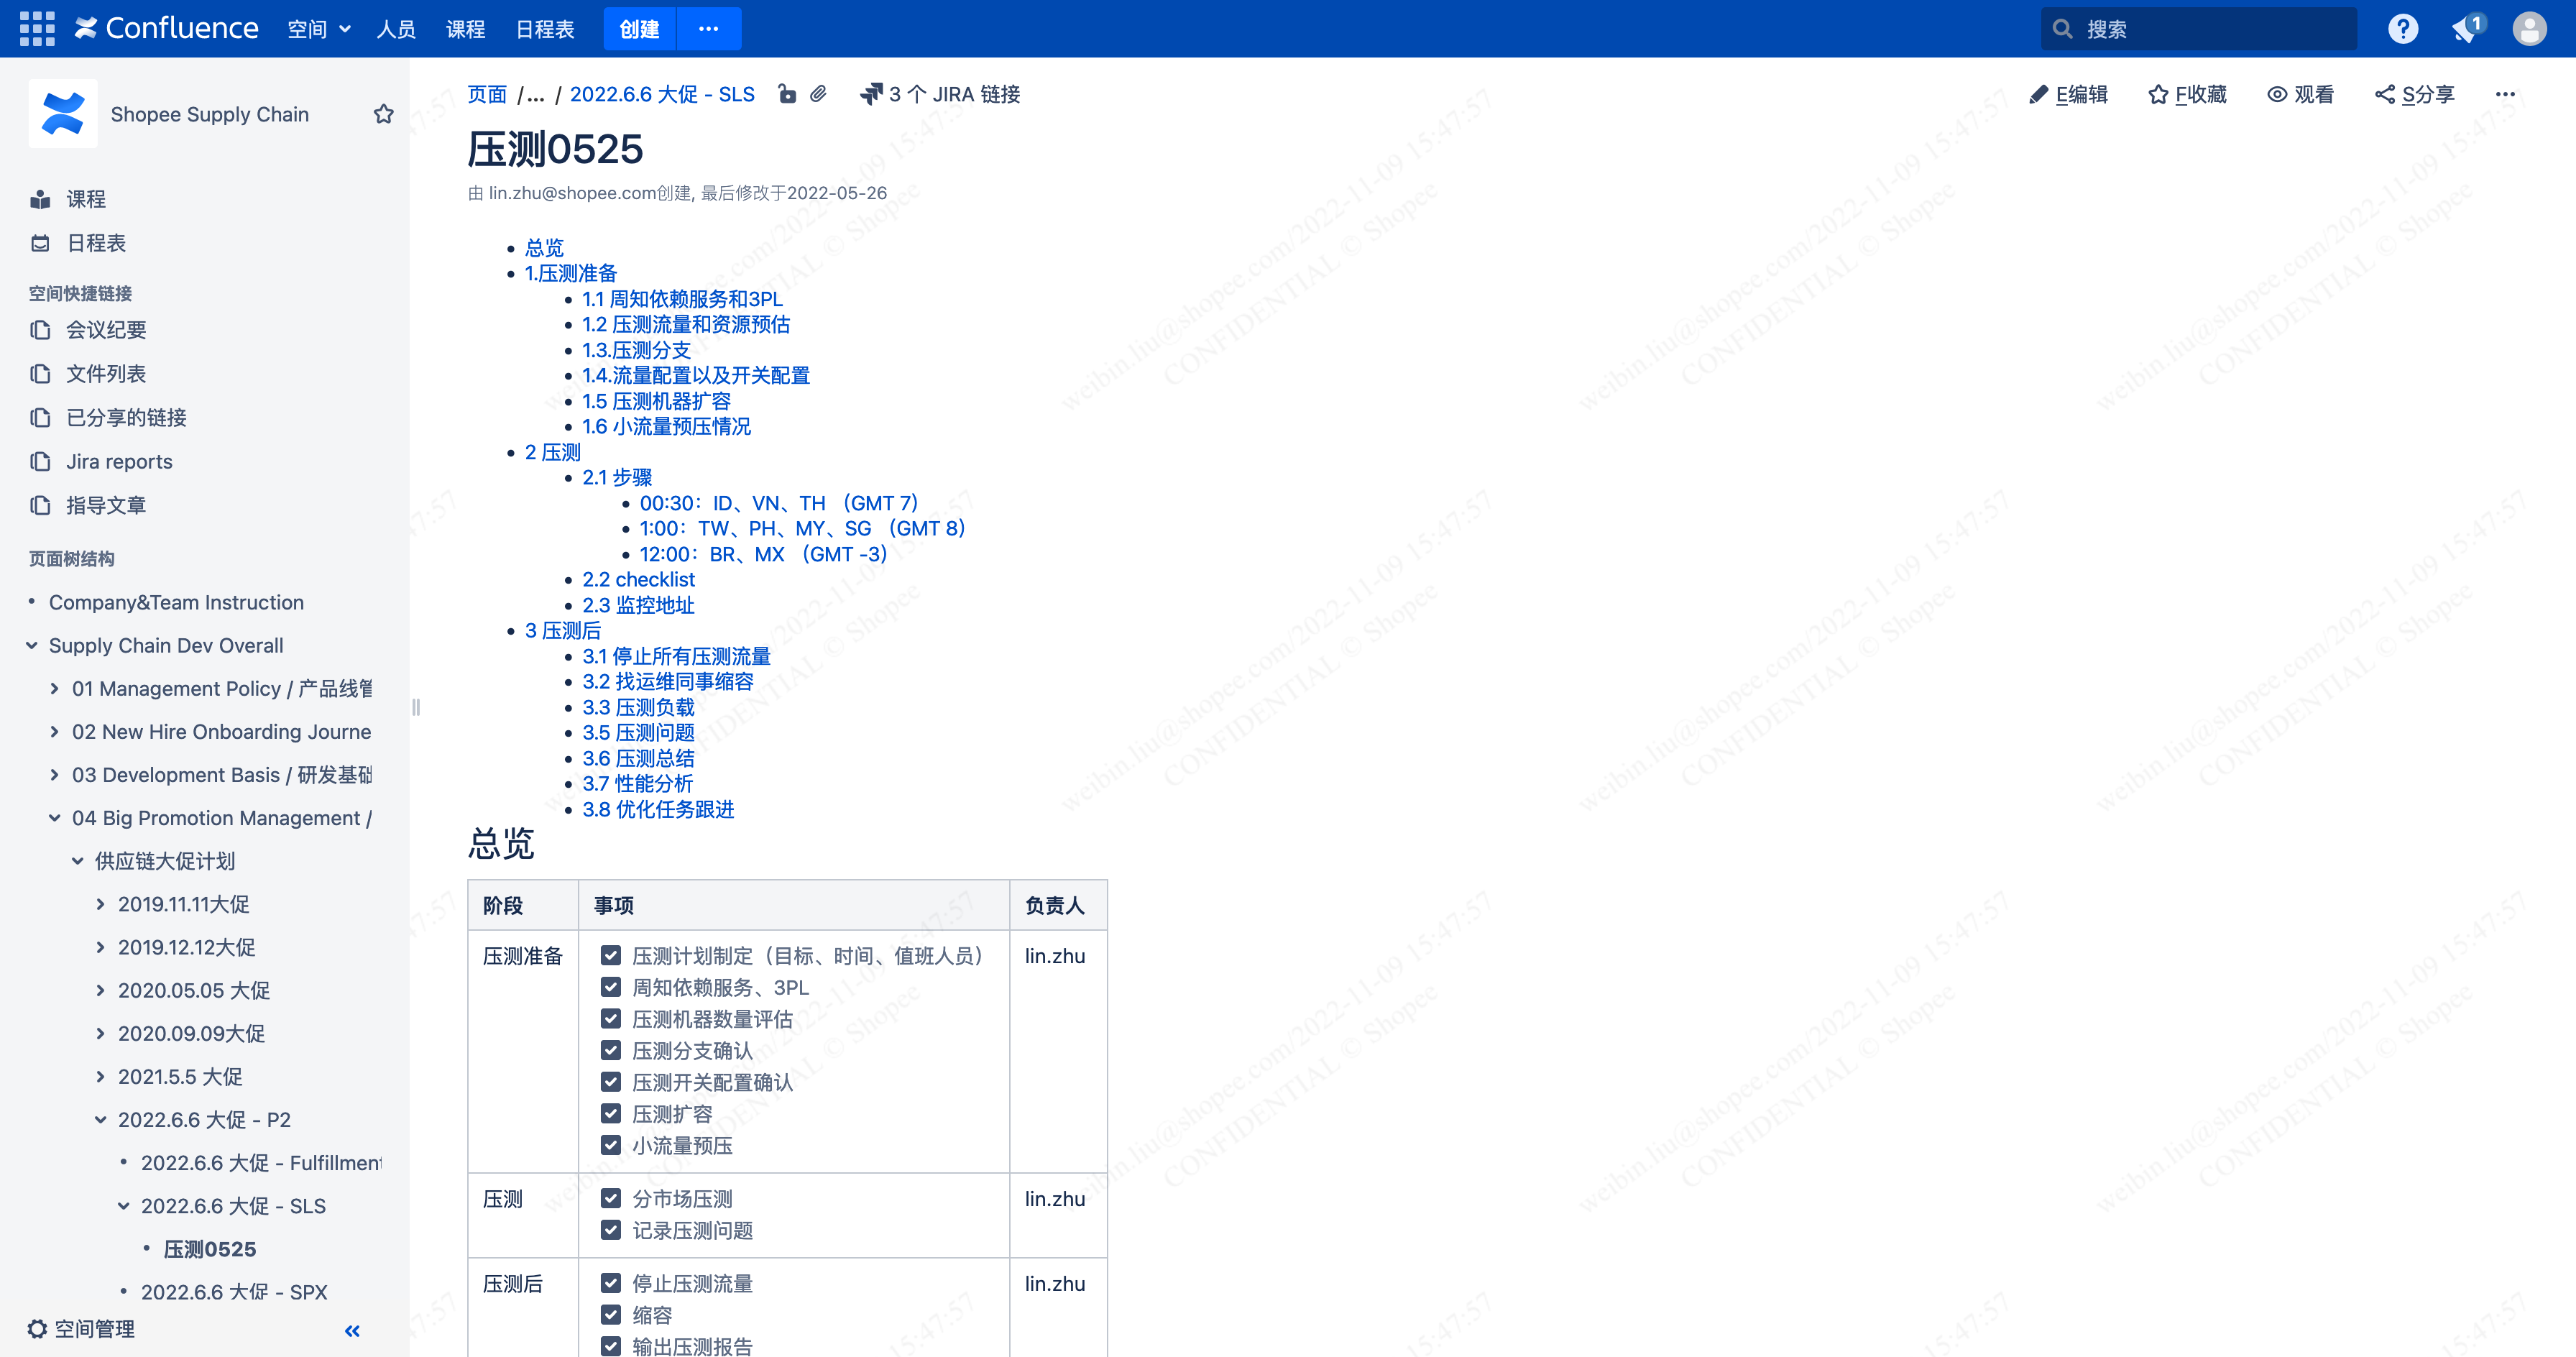 Confluence 空间 人员 课程 日程表 创建 ··· 搜索 1
Shopee Supply Chain
课程
日程表
空间快捷链接
会议纪要
文件列表
已分享的链接
Jira reports
指导文章
页面树结构
Company&Team Instruction
Supply Chain Dev Overall
01 Management Policy / 产品线管
02 New Hire Onboarding Journe
03 Development Basis / 研发基础
04 Big Promotion Management /
供应链大促计划
2019.11.11大促
2019.12.12大促
2020.05.05 大促
2020.09.09大促
2021.5.5 大促
2022.6.6 大促 - P2
2022.6.6 大促 - Fulfillment
2022.6.6 大促 - SLS
压测0525
2022.6.6 大促 - SPX
空间管理
页面 /... / 2022.6.6 大促 - SLS 3 个 JIRA 链接
E编辑 F收藏 观看 S分享 ···
压测0525
由 lin.zhu@shopee.com创建, 最后修改于2022-05-26
总览
1.压测准备
1.1 周知依赖服务和3PL
1.2 压测流量和资源预估
1.3.压测分支
1.4.流量配置以及开关配置
1.5 压测机器扩容
1.6 小流量预压情况
2 压测
2.1 步骤
00:30：ID、VN、TH （GMT 7）
1:00：TW、PH、MY、SG （GMT 8）
12:00：BR、MX （GMT -3）
2.2 checklist
2.3 监控地址
3 压测后
3.1 停止所有压测流量
3.2 找运维同事缩容
3.3 压测负载
3.5 压测问题
3.6 压测总结
3.7 性能分析
3.8 优化任务跟进
总览
阶段 事项 负责人
压测准备 压测计划制定（目标、时间、值班人员） lin.zhu
周知依赖服务、3PL
压测机器数量评估
压测分支确认
压测开关配置确认
压测扩容
小流量预压
压测 分市场压测 lin.zhu
记录压测问题
压测后 停止压测流量 lin.zhu
缩容
输出压测报告
weibin.liu@shopee.com/2022-11-09 15:47:57
CONFIDENTIAL © Shopee